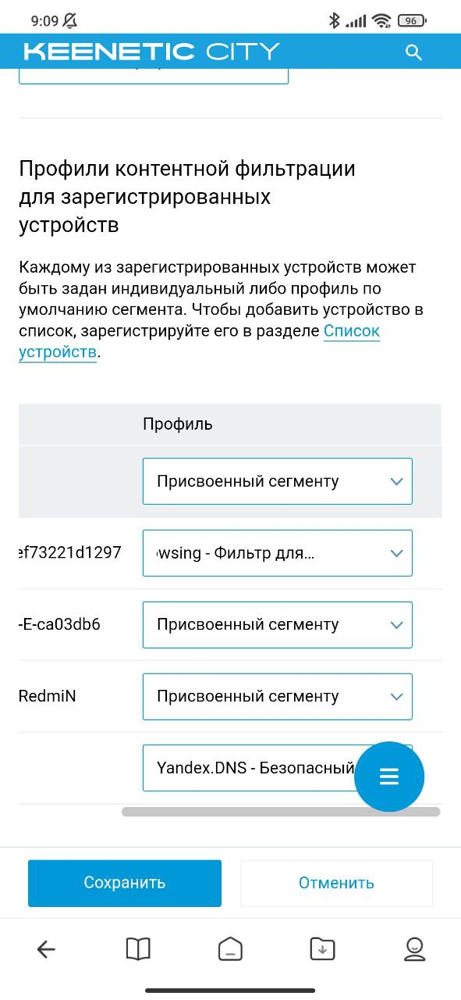 9:09
96
KEENETIC CITY
Профили контентной фильтрации
для зарегистрированных
устройств
Каждому из зарегистрированных устройств может
быть задан индивидуальный либо профиль по
умолчанию сегмента. Чтобы добавить устройство в
список, зарегистрируйте его в разделе Список
устройств.
Профиль
Присвоенный сегменту
ef73221d1297 wsing - Фильтр для...
-E-ca03db6 Присвоенный сегменту
RedmiN Присвоенный сегменту
Yandex.DNS - Безопасный
Сохранить Отменить